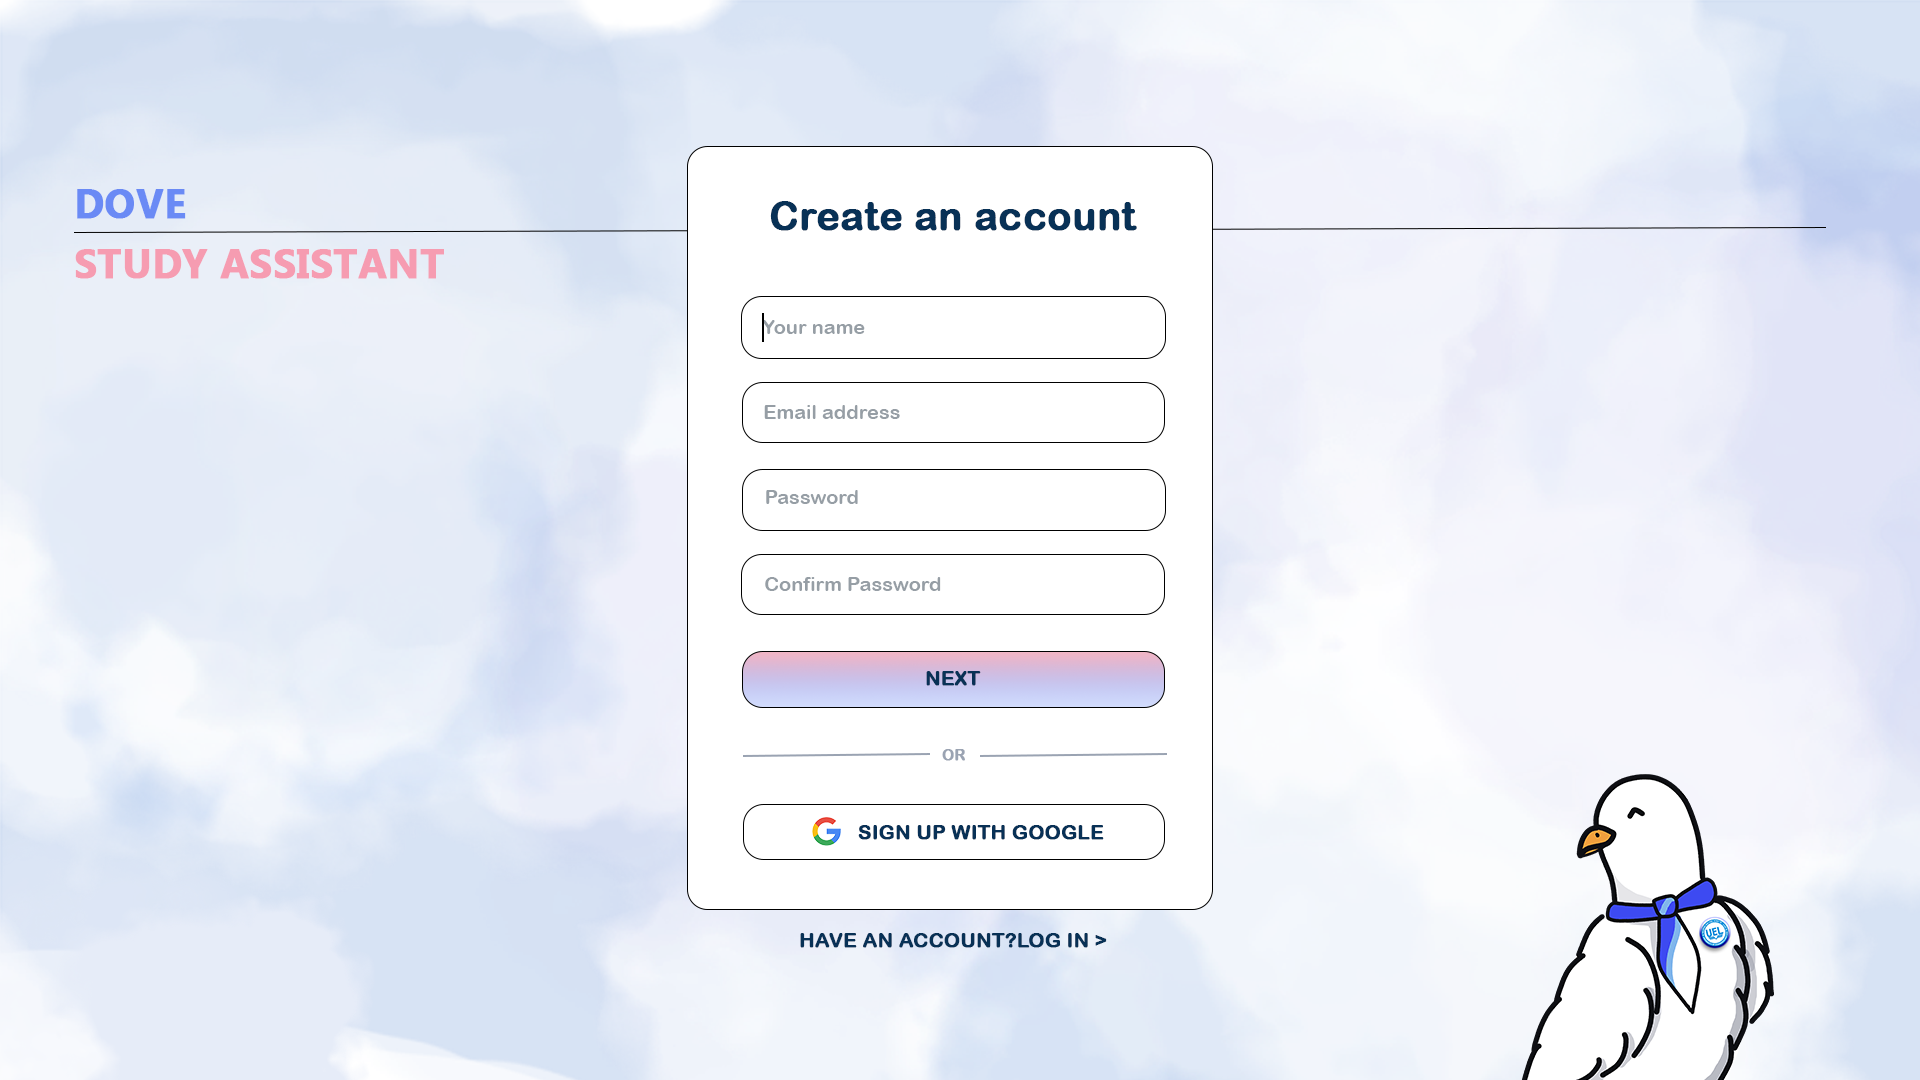 DOVE
STUDY ASSISTANT
Create an account
Your name
Email address
Password
Confirm Password
NEXT
OR
SIGN UP WITH GOOGLE
HAVE AN ACCOUNT?LOG IN >
UEL